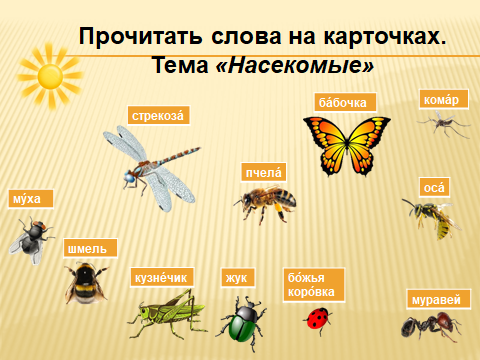 Прочитать слова на карточках.
Тема «Насекомые»
стрекоза́
ба́бочка
кома́р
пчела́
оса́
му́ха
шмель
кузне́чик
жук
бо́жья
коро́вка
муравей